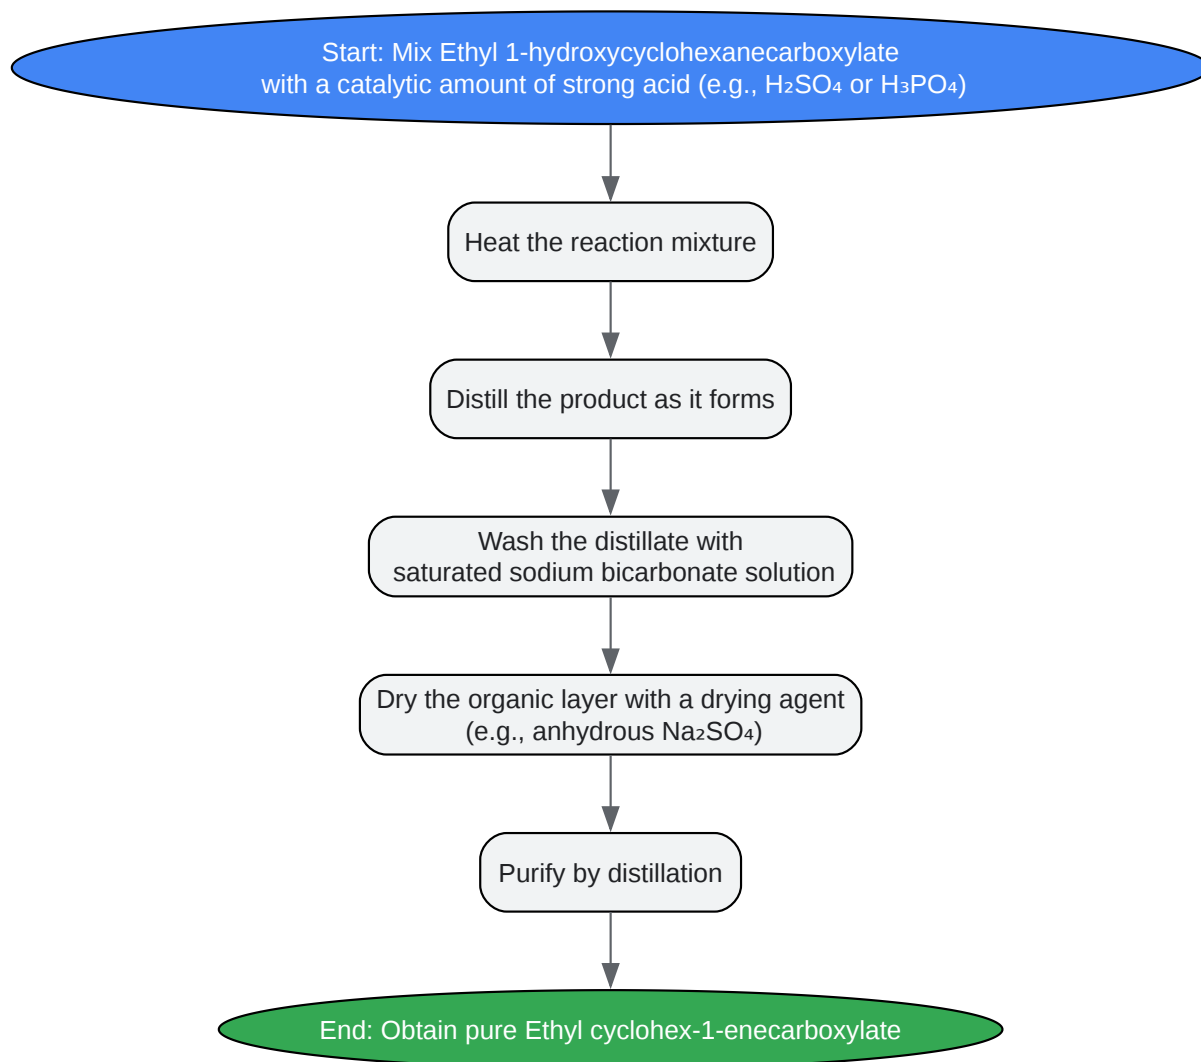 Start: Mix Ethyl 1-hydroxycyclohexanecarboxylate
with a catalytic amount of strong acid (e.g., H₂SO₄ or H₃PO₄)
Heat the reaction mixture
Distill the product as it forms
Wash the distillate with
saturated sodium bicarbonate solution
Dry the organic layer with a drying agent
(e.g., anhydrous Na₂SO₄)
Purify by distillation
End: Obtain pure Ethyl cyclohex-1-enecarboxylate